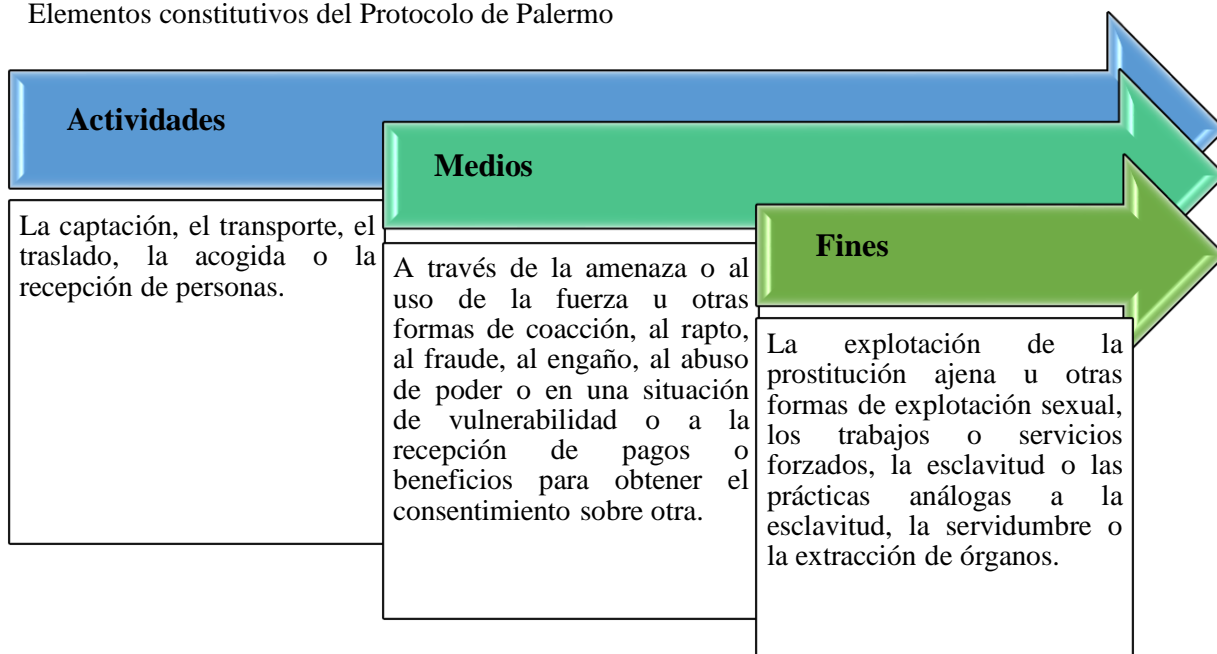 Elementos constitutivos del Protocolo de Palermo
Actividades
La captación, el transporte, el
traslado, la acogida o la
recepción de personas.
Medios
A través de la amenaza o al
uso de la fuerza u otras
formas de coacción, al rapto,
al fraude, al engaño, al abuso
de poder o en una situación
de vulnerabilidad o a la
recepción de pagos o
beneficios para obtener el
consentimiento sobre otra.
Fines
La explotación de la
prostitución ajena u otras
formas de explotación sexual,
los trabajos o servicios
forzados, la esclavitud o las
prácticas análogas a la
esclavitud, la servidumbre o
la extracción de órganos.